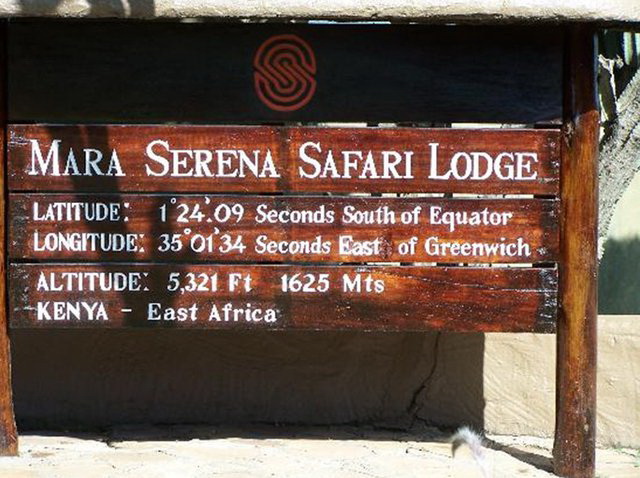 MARA SERENA SAFARI LODGE
LATITUDE: 1°24'.09 Seconds South of Equator
LONGITUDE: 35°01'34 Seconds East of Greenwich
ALTITUDE: 5,321 Ft 1625 Mts
KENYA - East Africa